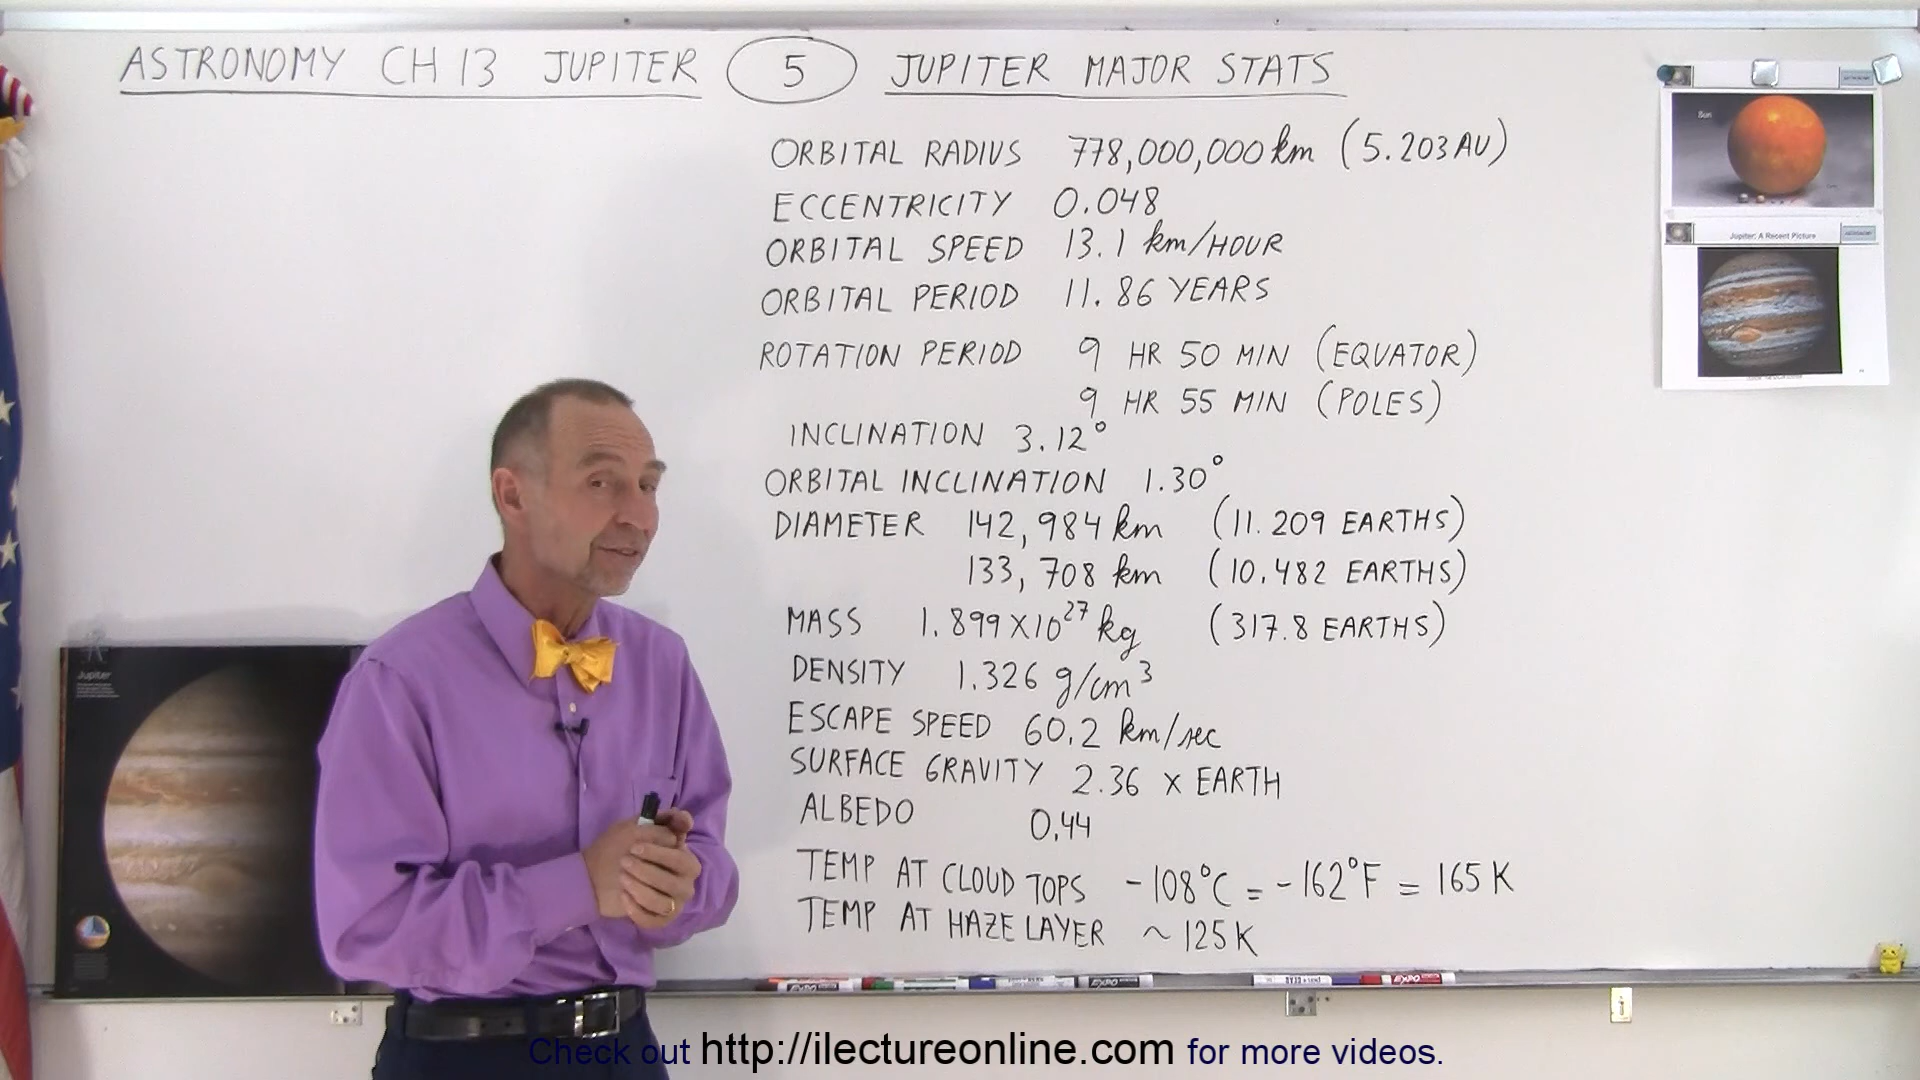 ASTRONOMY CH 13 JUPITER 5 JUPITER MAJOR STATS
ORBITAL RADIUS 778,000,000 km (5.203 AU)
ECCENTRICITY 0.048
ORBITAL SPEED 13.1 km/HOUR
ORBITAL PERIOD 11.86 YEARS
ROTATION PERIOD 9 HR 50 MIN (EQUATOR)
9 HR 55 MIN (POLES)
INCLINATION 3.12°
ORBITAL INCLINATION 1.30°
DIAMETER 142,984 km (11.209 EARTHS)
133,708 km (10.482 EARTHS)
MASS 1.899 X 10²⁷ kg (317.8 EARTHS)
DENSITY 1.326 g/cm³
ESCAPE SPEED 60.2 km/sec
SURFACE GRAVITY 2.36 x EARTH
ALBEDO 0.44
TEMP AT CLOUD TOPS -108°C = -162°F = 165 K
TEMP AT HAZE LAYER ~ 125 K
Sun
Jupiter: A Recent Picture
Jupiter
EXPO
EXPO
Check out http://ilectureonline.com for more videos.